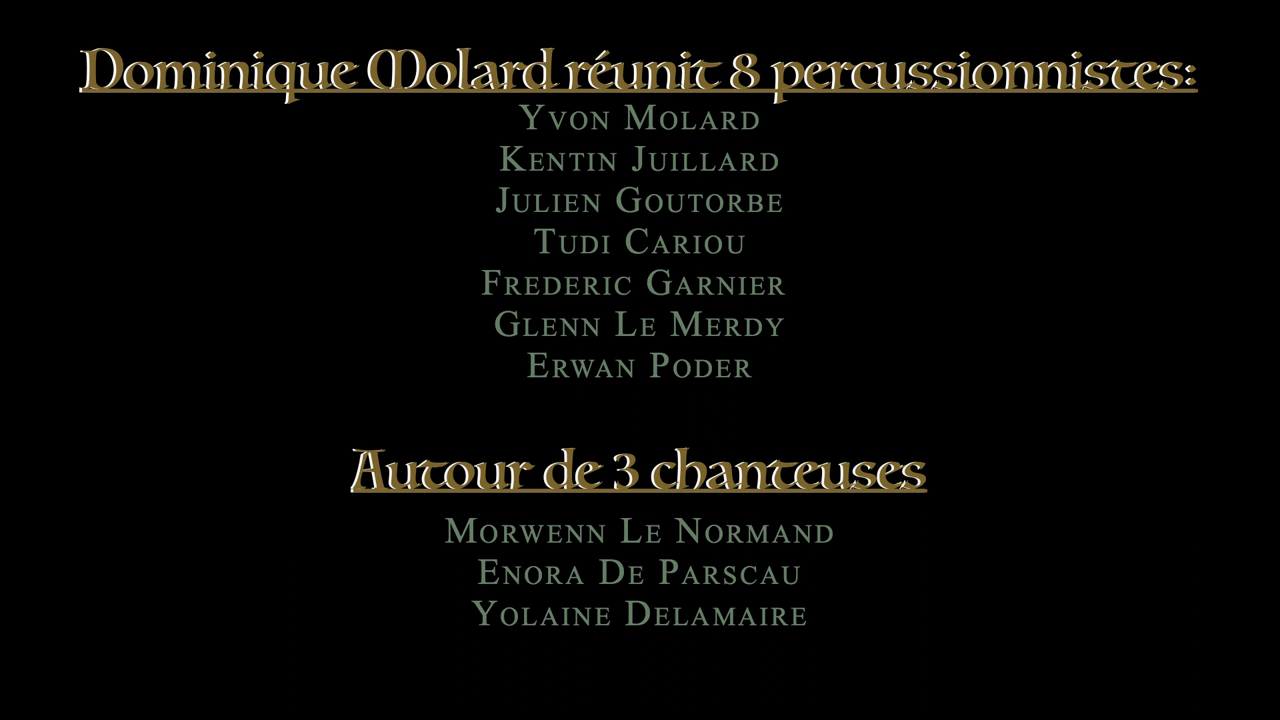 Dominique Molard réunit 8 percussionnistes:
Yvon Molard
Kentin Juillard
Julien Goutorbe
Tudi Cariou
Frederic Garnier
Glenn Le Merdy
Erwan Poder
Autour de 3 chanteuses
Morwenn Le Normand
Enora De Parscau
Yolaine Delamaire